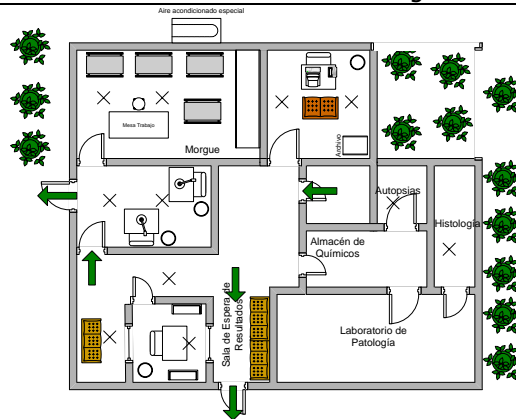 Aire acondicionado especial
Mesa Trabajo
Morgue
Archivo
Autopsías
Histología
Almacén de
Químicos
Sala de Espera de
Resultados
Laboratorio de
Patología